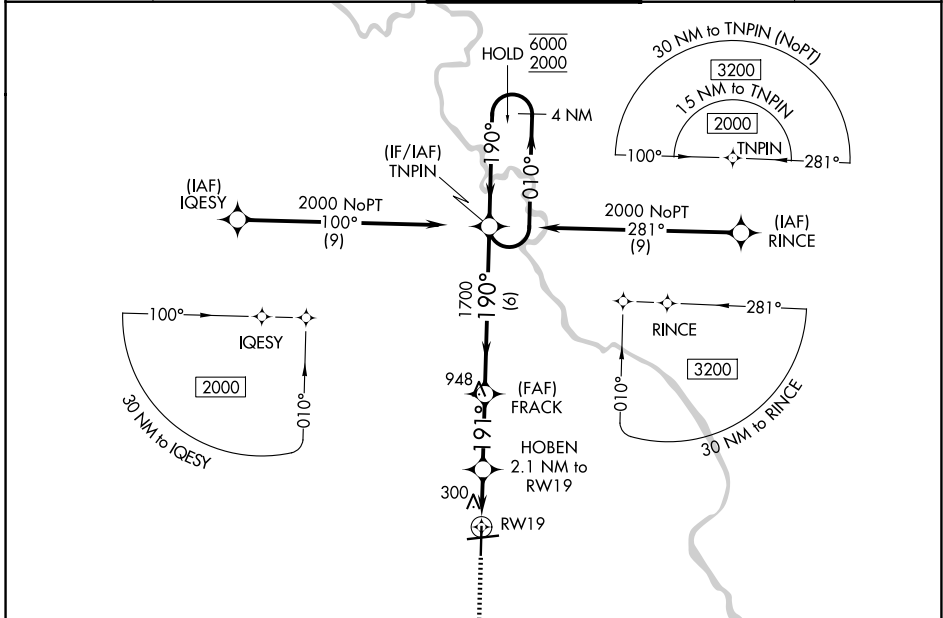 30 NM to TNPIN (NoPT)
3200
15 NM to TNPIN
2000
100°
TNPIN
281°
HOLD
6000
2000
4 NM
190°
010°
(IF/IAF)
TNPIN
(IAF)
IQESY
2000 NoPT
100°
(9)
2000 NoPT
281°
(9)
(IAF)
RINCE
1700
190°
(6)
100°
IQESY
2000
010°
30 NM to IQESY
281°
RINCE
3200
010°
30 NM to RINCE
948
(FAF)
FRACK
191°
HOBEN
2.1 NM to
RW19
300
RW19